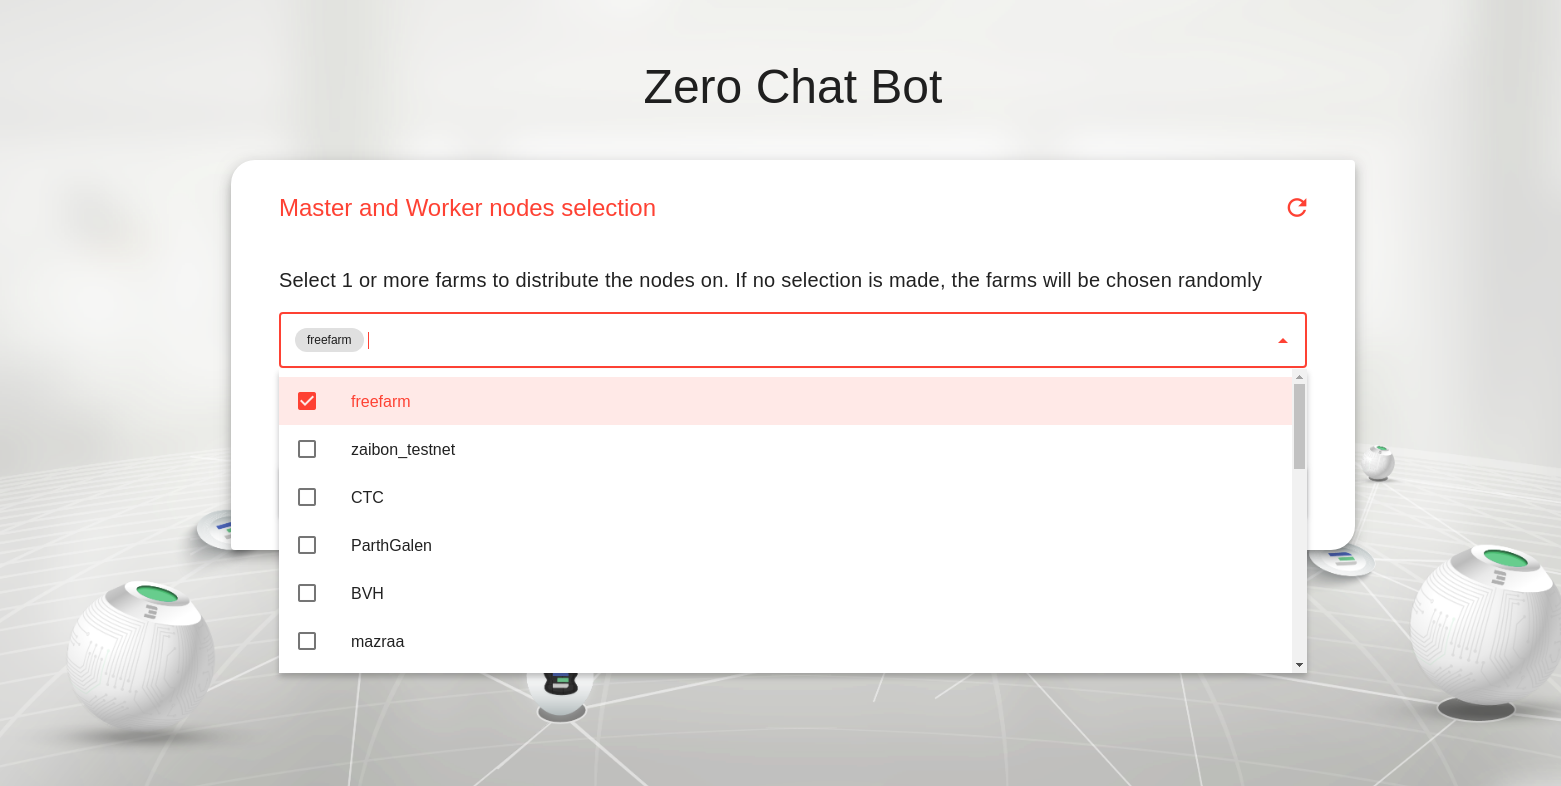 Zero Chat Bot
Master and Worker nodes selection
Select 1 or more farms to distribute the nodes on. If no selection is made, the farms will be chosen randomly
freefarm
freefarm
zaibon_testnet
CTC
ParthGalen
BVH
mazraa